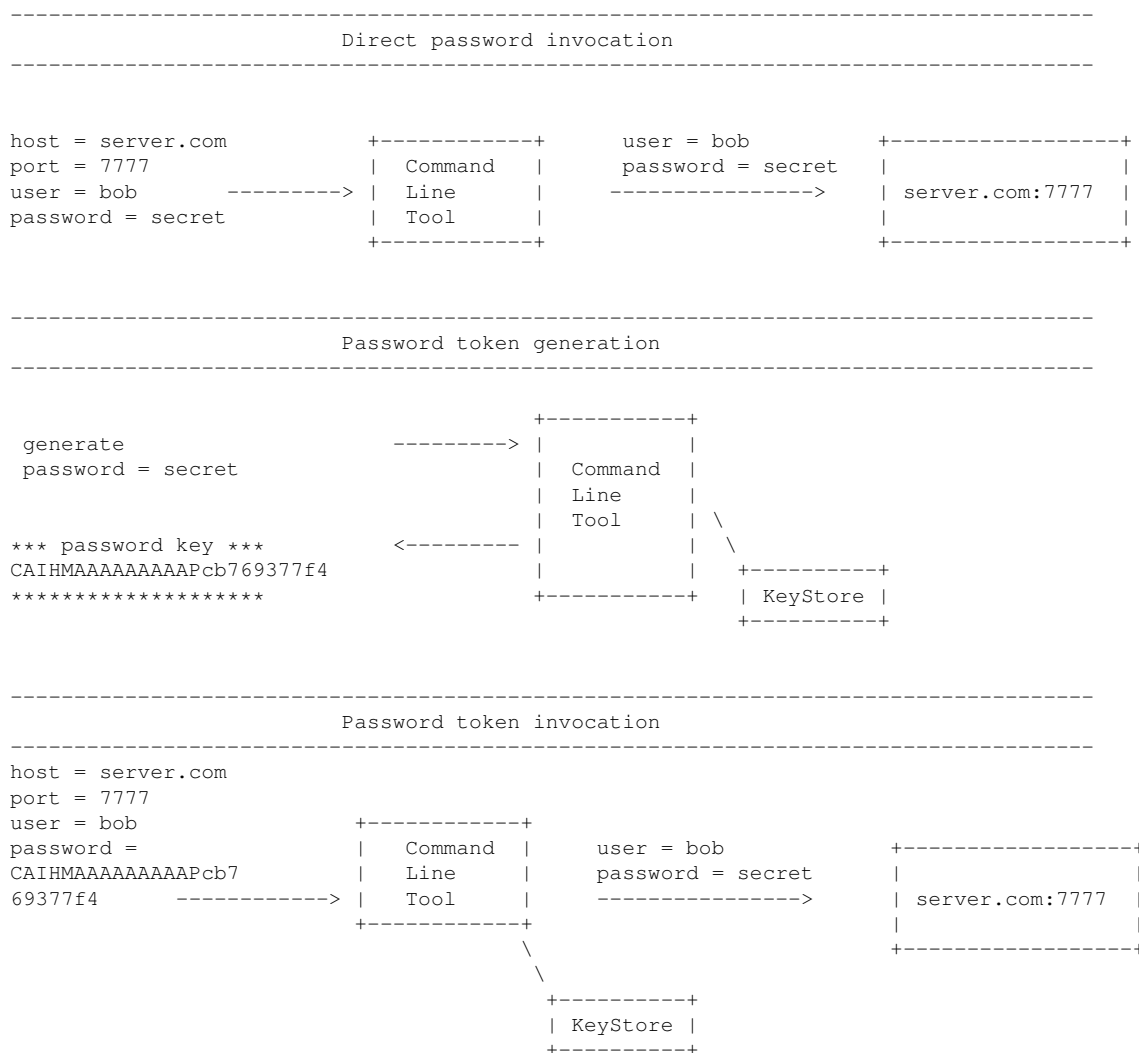 Direct password invocation
host = server.com
port = 7777
user = bob
password = secret
Command
Line
Tool
user = bob
password = secret
server.com:7777
Password token generation
generate
password = secret
Command
Line
Tool
*** password key ***
CAIHMAAAAAAAAAPcb769377f4
********************
KeyStore
Password token invocation
host = server.com
port = 7777
user = bob
password =
CAIHMAAAAAAAAAPcb7
69377f4
Command
Line
Tool
user = bob
password = secret
server.com:7777
KeyStore